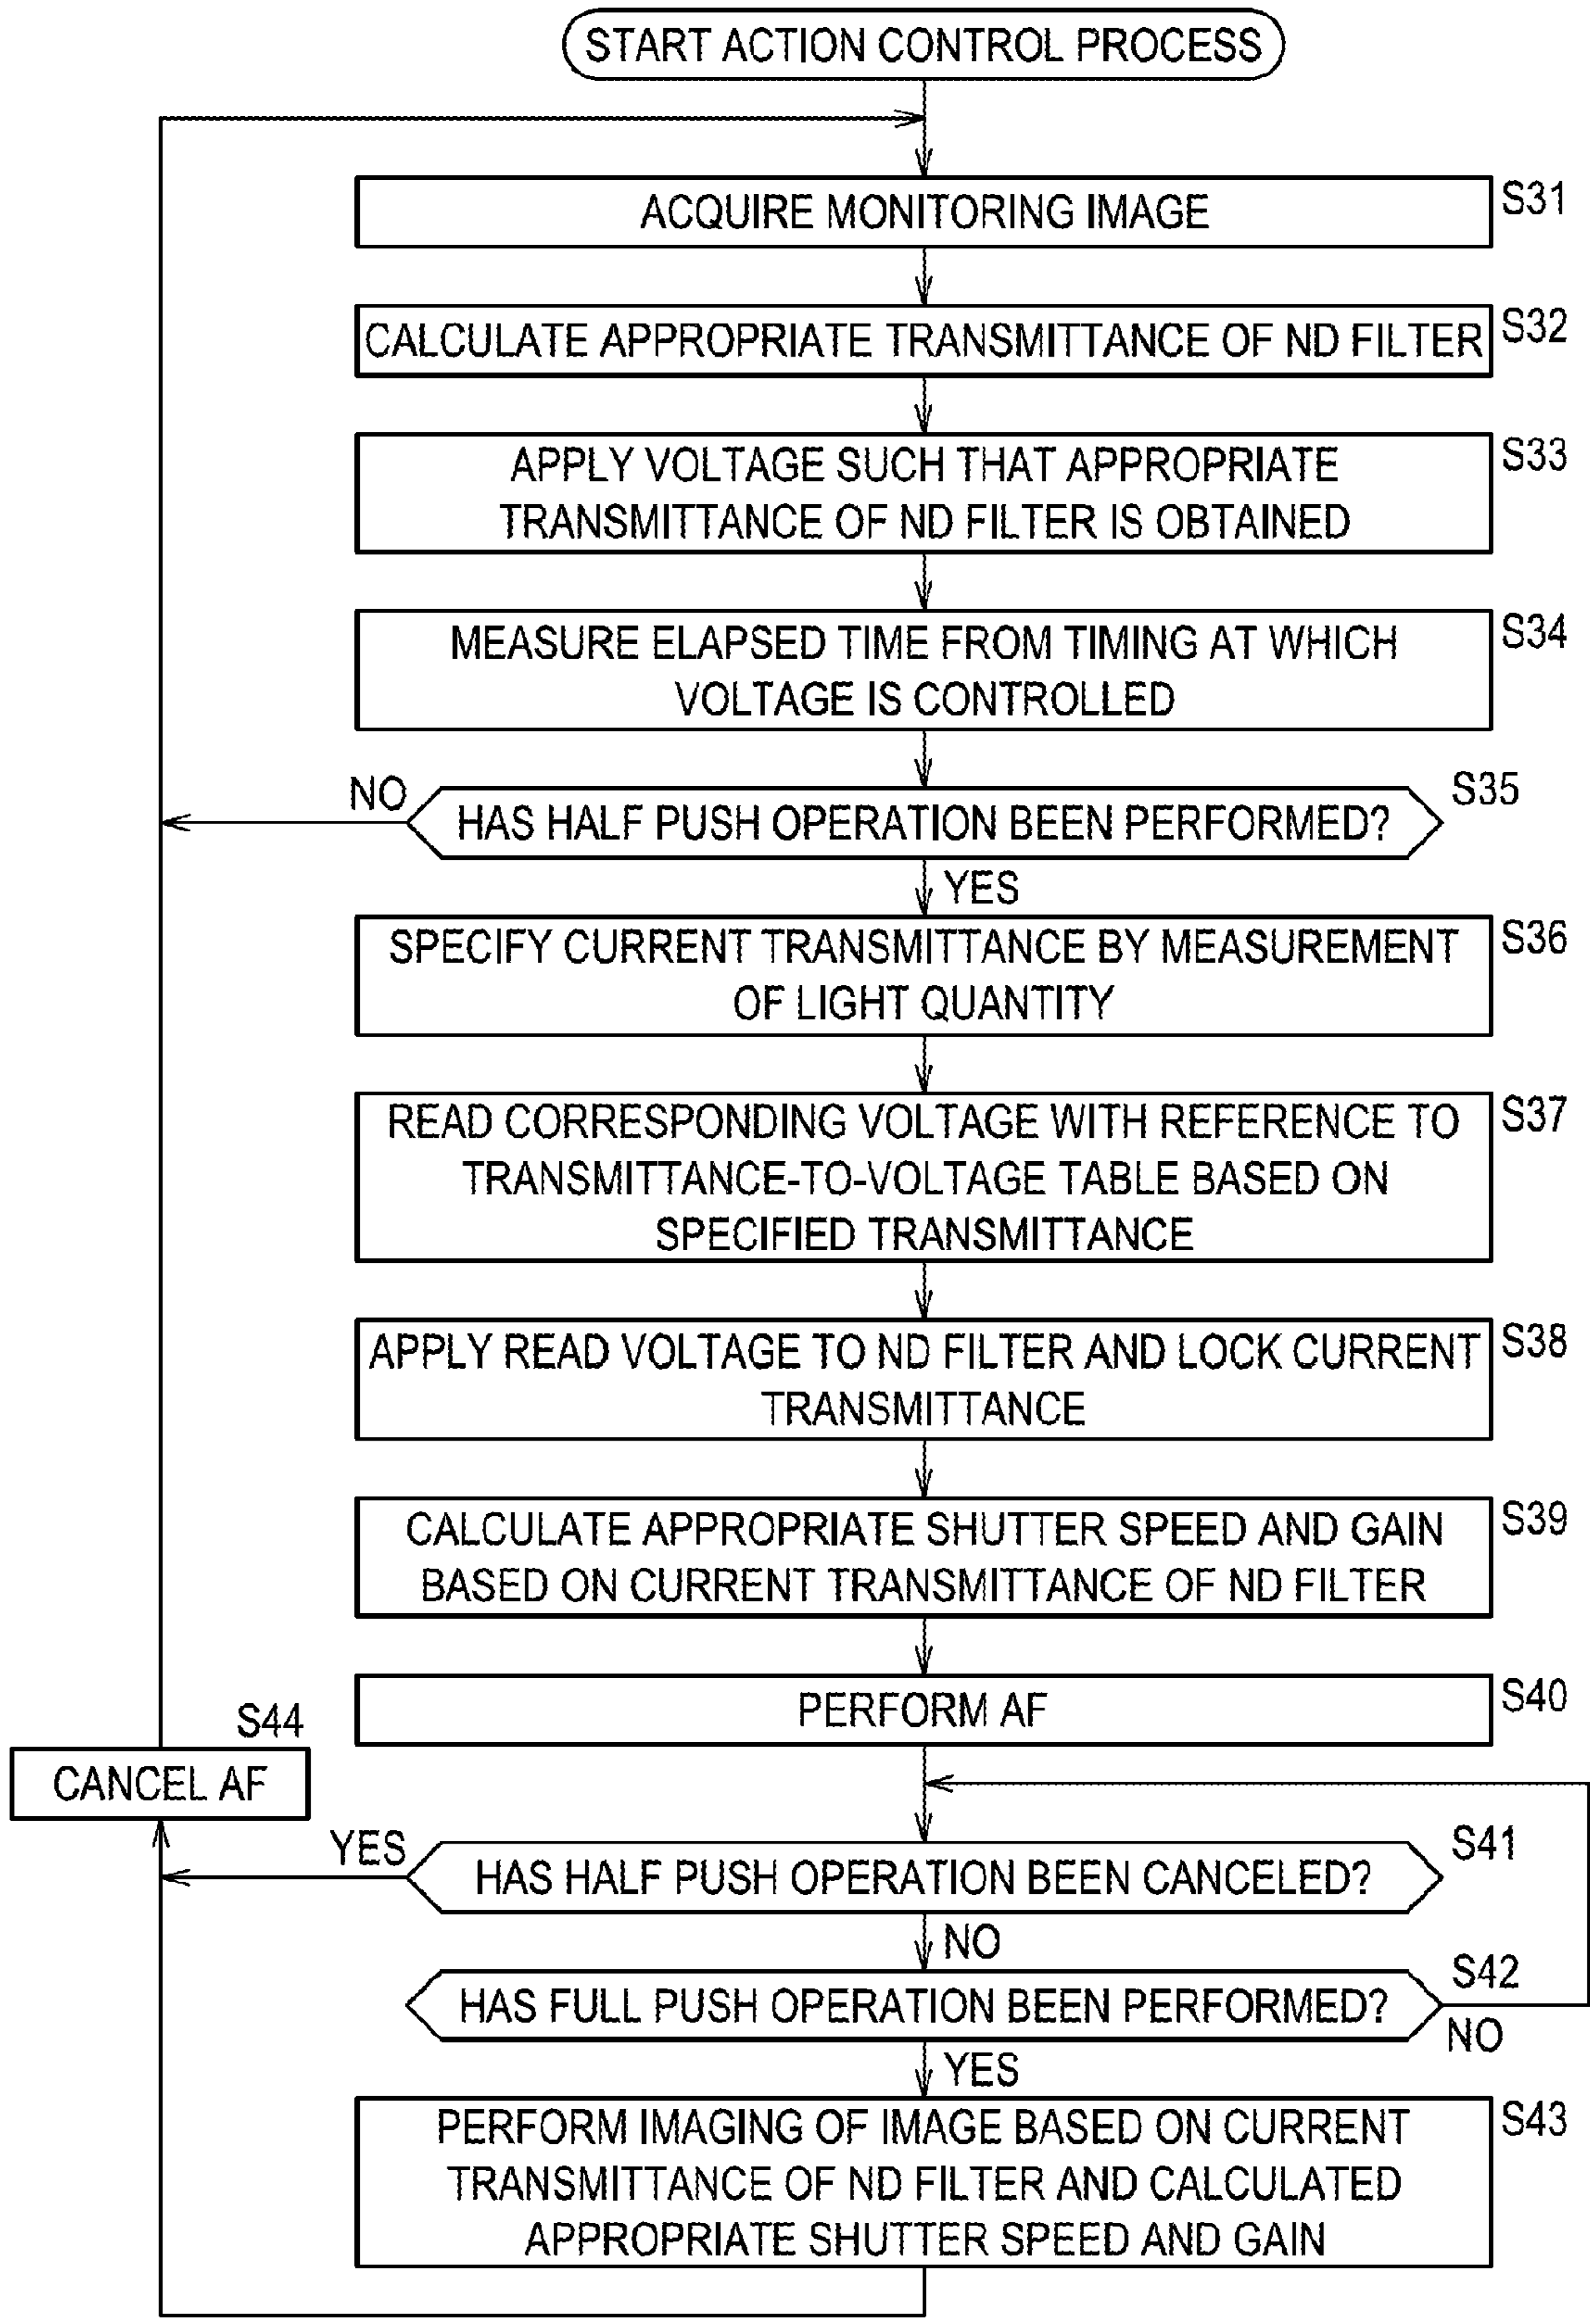 START ACTION CONTROL PROCESS
ACQUIRE MONITORING IMAGE
S31
CALCULATE APPROPRIATE TRANSMITTANCE OF ND FILTER
S32
APPLY VOLTAGE SUCH THAT APPROPRIATE
TRANSMITTANCE OF ND FILTER IS OBTAINED
S33
MEASURE ELAPSED TIME FROM TIMING AT WHICH
VOLTAGE IS CONTROLLED
S34
NO
HAS HALF PUSH OPERATION BEEN PERFORMED?
S35
YES
SPECIFY CURRENT TRANSMITTANCE BY MEASUREMENT
OF LIGHT QUANTITY
S36
READ CORRESPONDING VOLTAGE WITH REFERENCE TO
TRANSMITTANCE-TO-VOLTAGE TABLE BASED ON
SPECIFIED TRANSMITTANCE
S37
APPLY READ VOLTAGE TO ND FILTER AND LOCK CURRENT
TRANSMITTANCE
S38
CALCULATE APPROPRIATE SHUTTER SPEED AND GAIN
BASED ON CURRENT TRANSMITTANCE OF ND FILTER
S39
PERFORM AF
S40
S44
CANCEL AF
YES
HAS HALF PUSH OPERATION BEEN CANCELED?
S41
NO
HAS FULL PUSH OPERATION BEEN PERFORMED?
S42
NO
YES
PERFORM IMAGING OF IMAGE BASED ON CURRENT
TRANSMITTANCE OF ND FILTER AND CALCULATED
APPROPRIATE SHUTTER SPEED AND GAIN
S43